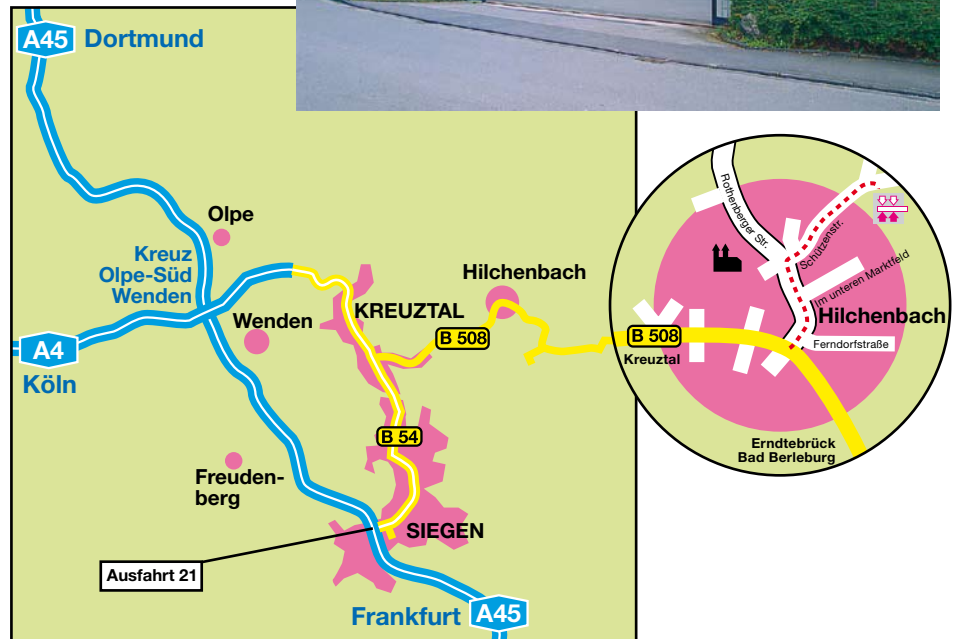 A45 Dortmund
Olpe
Kreuz
Olpe-Süd
Wenden
Wenden
A4
Köln
KREUZTAL
Hilchenbach
B 508
B 54
Freuden-
berg
SIEGEN
Ausfahrt 21
Frankfurt A45
Rothenberger Str.
Schützenstr.
Im unteren Marktfeld
Hilchenbach
Ferndorfstraße
B 508
Kreuztal
Erndtebrück
Bad Berleburg